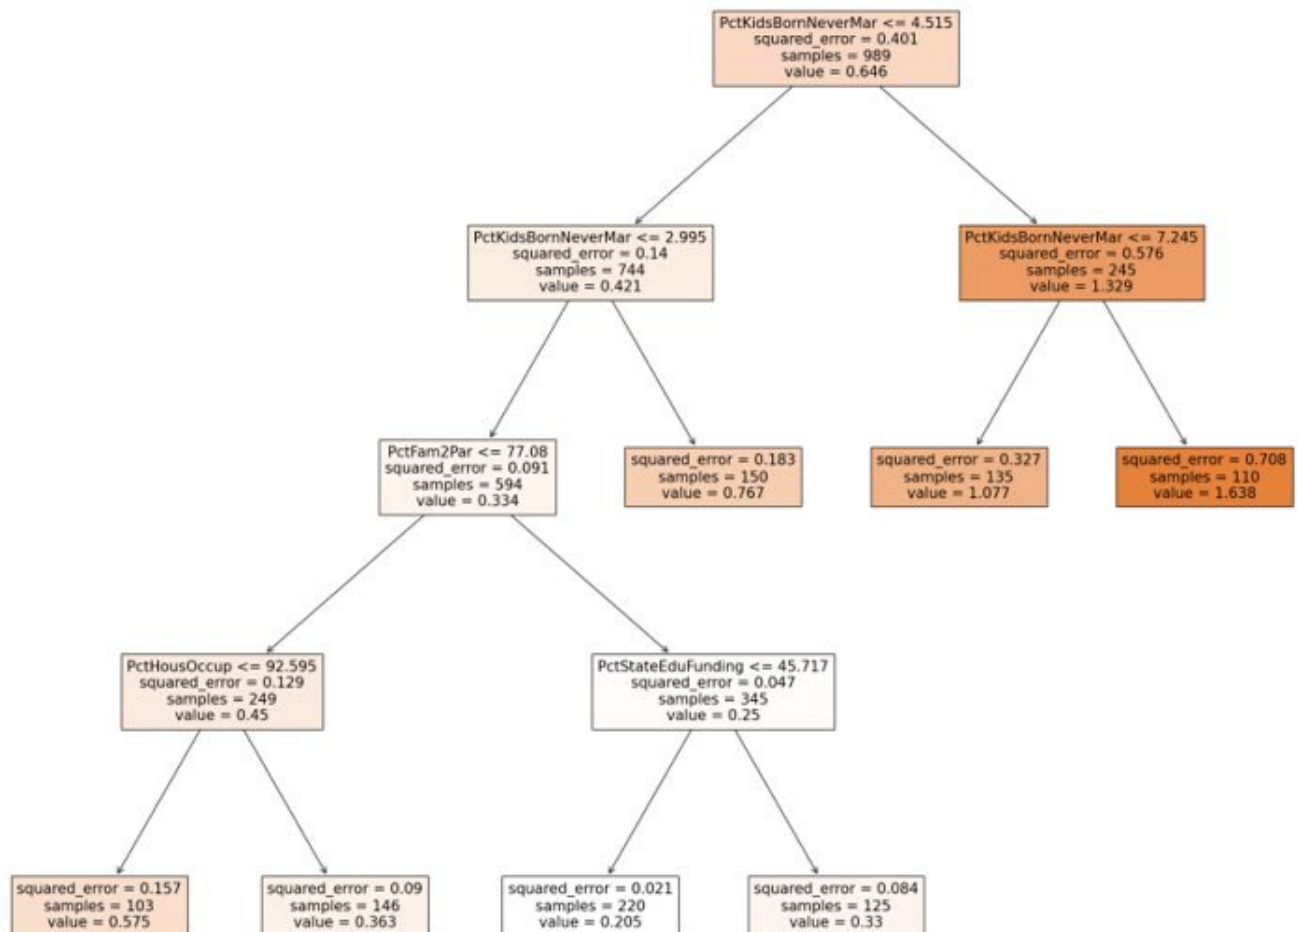 PctKidsBornNeverMar <= 4.515
squared_error = 0.401
samples = 989
value = 0.646
PctKidsBornNeverMar <= 2.995
squared_error = 0.14
samples = 744
value = 0.421
PctKidsBornNeverMar <= 7.245
squared_error = 0.576
samples = 245
value = 1.329
PctFam2Par <= 77.08
squared_error = 0.091
samples = 594
value = 0.334
squared_error = 0.183
samples = 150
value = 0.767
squared_error = 0.327
samples = 135
value = 1.077
squared_error = 0.708
samples = 110
value = 1.638
PctHousOccup <= 92.595
squared_error = 0.129
samples = 249
value = 0.45
PctStateEduFunding <= 45.717
squared_error = 0.047
samples = 345
value = 0.25
squared_error = 0.157
samples = 103
value = 0.575
squared_error = 0.09
samples = 146
value = 0.363
squared_error = 0.021
samples = 220
value = 0.205
squared_error = 0.084
samples = 125
value = 0.33